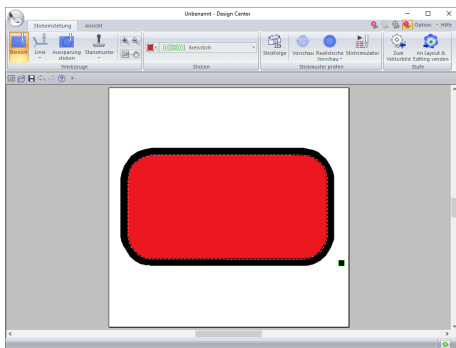 Unbenannt - Design Center
Stickeinstellung Ansicht Option Hilfe
Bereich Linie Aussparung sticken Stanzmuster
Kreuzstich
Stickfolge Vorschau Realistische Vorschau Stichsimulator
Zum Vektorbild An Layout & Editing senden
Werkzeuge Sticken Stickmuster prüfen Stufe